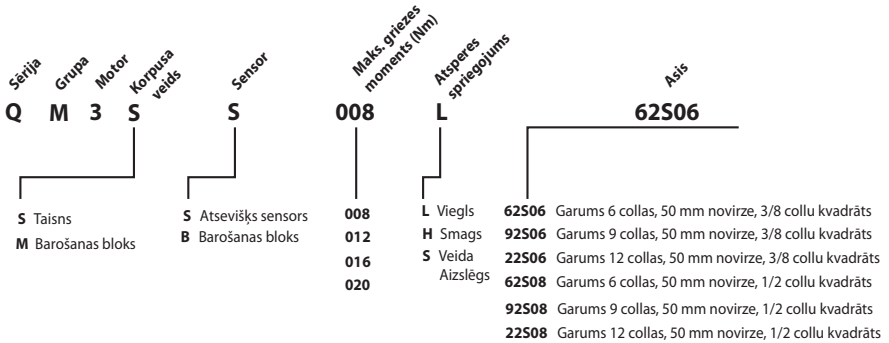 Sērija
Grupa
Motor
Korpusa
veids
Sensor
Maks. griezes
moments (Nm)
Atsperes
spriegojums
Asis
Q M 3 S S 008 L 62S06
S Taisns
M Barošanas bloks
S Atsevišķs sensors
B Barošanas bloks
008
012
016
020
L Viegls
H Smags
S Veida
Aizslēgs
62S06 Garums 6 collas, 50 mm novirze, 3/8 collu kvadrāts
92S06 Garums 9 collas, 50 mm novirze, 3/8 collu kvadrāts
22S06 Garums 12 collas, 50 mm novirze, 3/8 collu kvadrāts
62S08 Garums 6 collas, 50 mm novirze, 1/2 collu kvadrāts
92S08 Garums 9 collas, 50 mm novirze, 1/2 collu kvadrāts
22S08 Garums 12 collas, 50 mm novirze, 1/2 collu kvadrāts